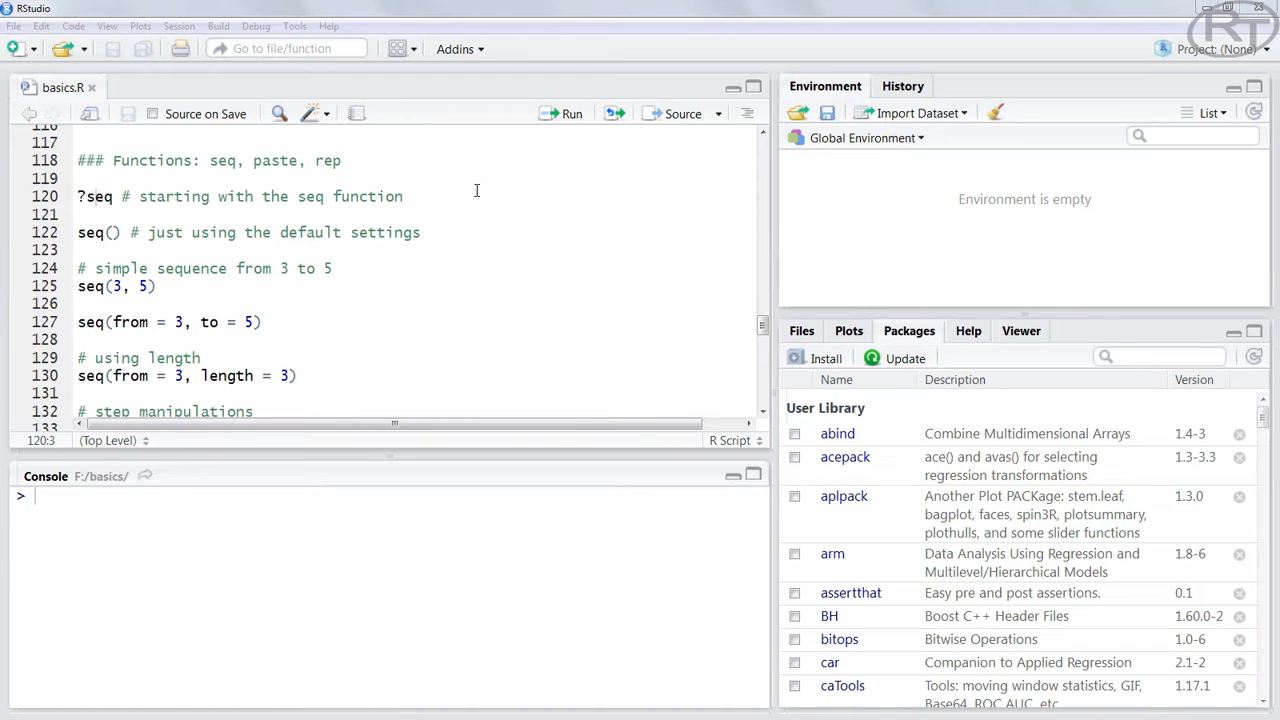 RStudio
File Edit Code View Plots Session Build Debug Tools Help
Go to file/function Addins Project: (None)
RT
basics.R
Source on Save Run Source
116
117
118 ### Functions: seq, paste, rep
119
120 ?seq # starting with the seq function
121
122 seq() # just using the default settings
123
124 # simple sequence from 3 to 5
125 seq(3, 5)
126
127 seq(from = 3, to = 5)
128
129 # using length
130 seq(from = 3, length = 3)
131
132 # step manipulations
133
120:3 (Top Level) R Script
Console F:/basics/
>
Environment History
Import Dataset List
Global Environment
Environment is empty
Files Plots Packages Help Viewer
Install Update
Name Description Version
User Library
abind Combine Multidimensional Arrays 1.4-3
acepack ace() and avas() for selecting 1.3-3.3
regression transformations
aplpack Another Plot PACKage: stem.leaf, 1.3.0
bagplot, faces, spin3R, plotsummary,
plothulls, and some slider functions
arm Data Analysis Using Regression and 1.8-6
Multilevel/Hierarchical Models
assertthat Easy pre and post assertions. 0.1
BH Boost C++ Header Files 1.60.0-2
bitops Bitwise Operations 1.0-6
car Companion to Applied Regression 2.1-2
caTools Tools: moving window statistics, GIF, 1.17.1
Base64, ROC AUC, etc.